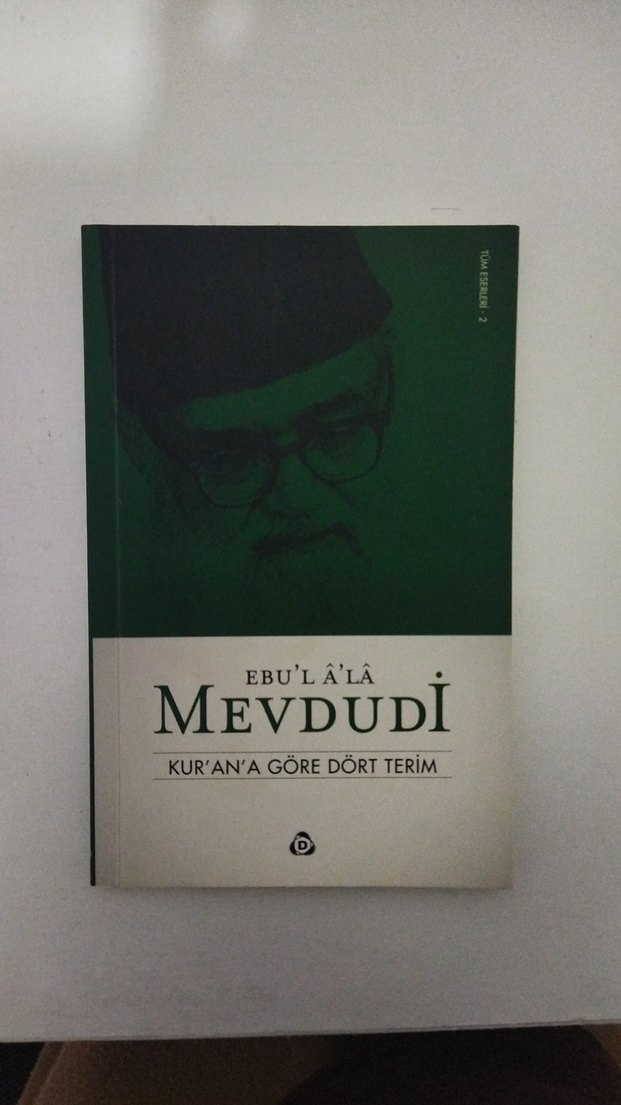 TÜM ESERLERİ - 2
EBU'L Â'LÂ
MEVDUDİ
KUR'AN'A GÖRE DÖRT TERİM
D